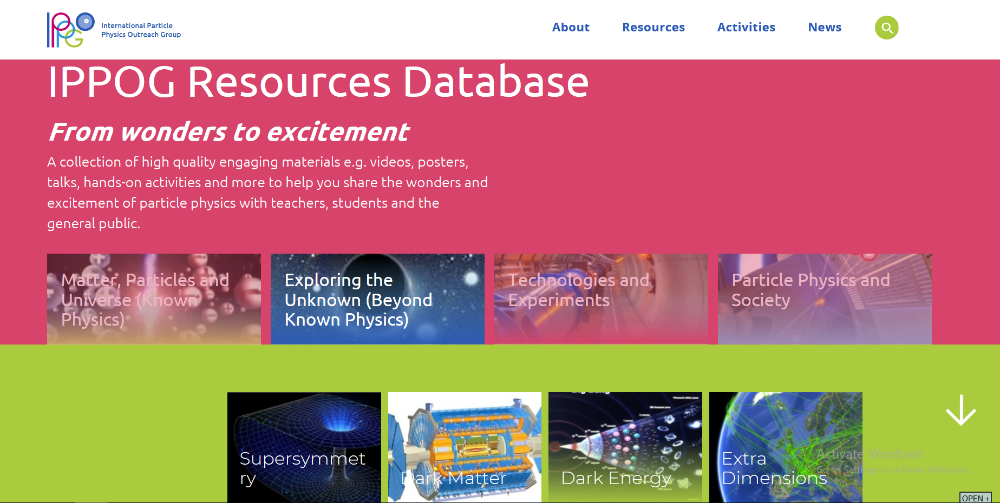 International Particle
Physics Outreach Group
About Resources Activities News
IPPOG Resources Database
From wonders to excitement
A collection of high quality engaging materials e.g. videos, posters,
talks, hands-on activities and more to help you share the wonders and
excitement of particle physics with teachers, students and the
general public.
Matter, Particles and
Universe (Known
Physics)
Exploring the
Unknown (Beyond
Known Physics)
Technologies and
Experiments
Particle Physics and
Society
Supersymmet
ry
Dark Matter
Dark Energy
Extra
Dimensions
Activate Windows
Go to Settings to activate Windows.
OPEN +